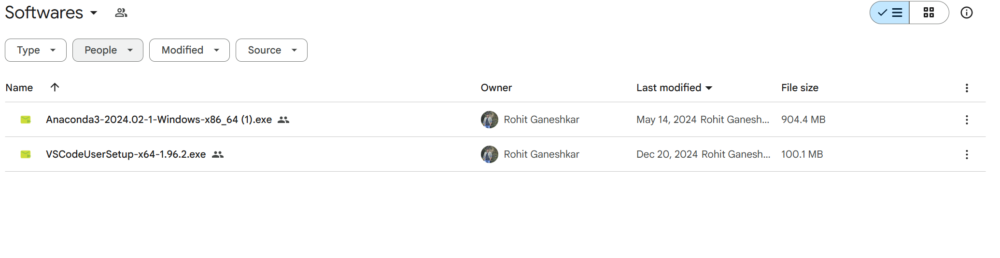 Softwares
Type People Modified Source
Name Owner Last modified File size
Anaconda3-2024.02-1-Windows-x86_64 (1).exe Rohit Ganeshkar May 14, 2024 Rohit Ganesh... 904.4 MB
VSCodeUserSetup-x64-1.96.2.exe Rohit Ganeshkar Dec 20, 2024 Rohit Ganesh... 100.1 MB